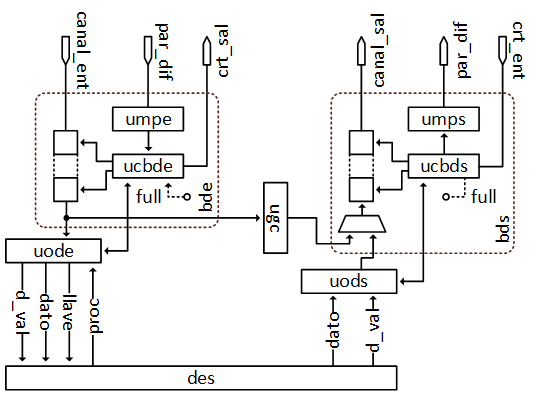 canal_ent
par_dif
crt_sal
canal_sal
par_dif
crt_ent
umpe
umps
ucbde
ucbds
full
bde
full
ugc
bps
uode
uods
d_val
dato
llave
proc
dato
d_val
des